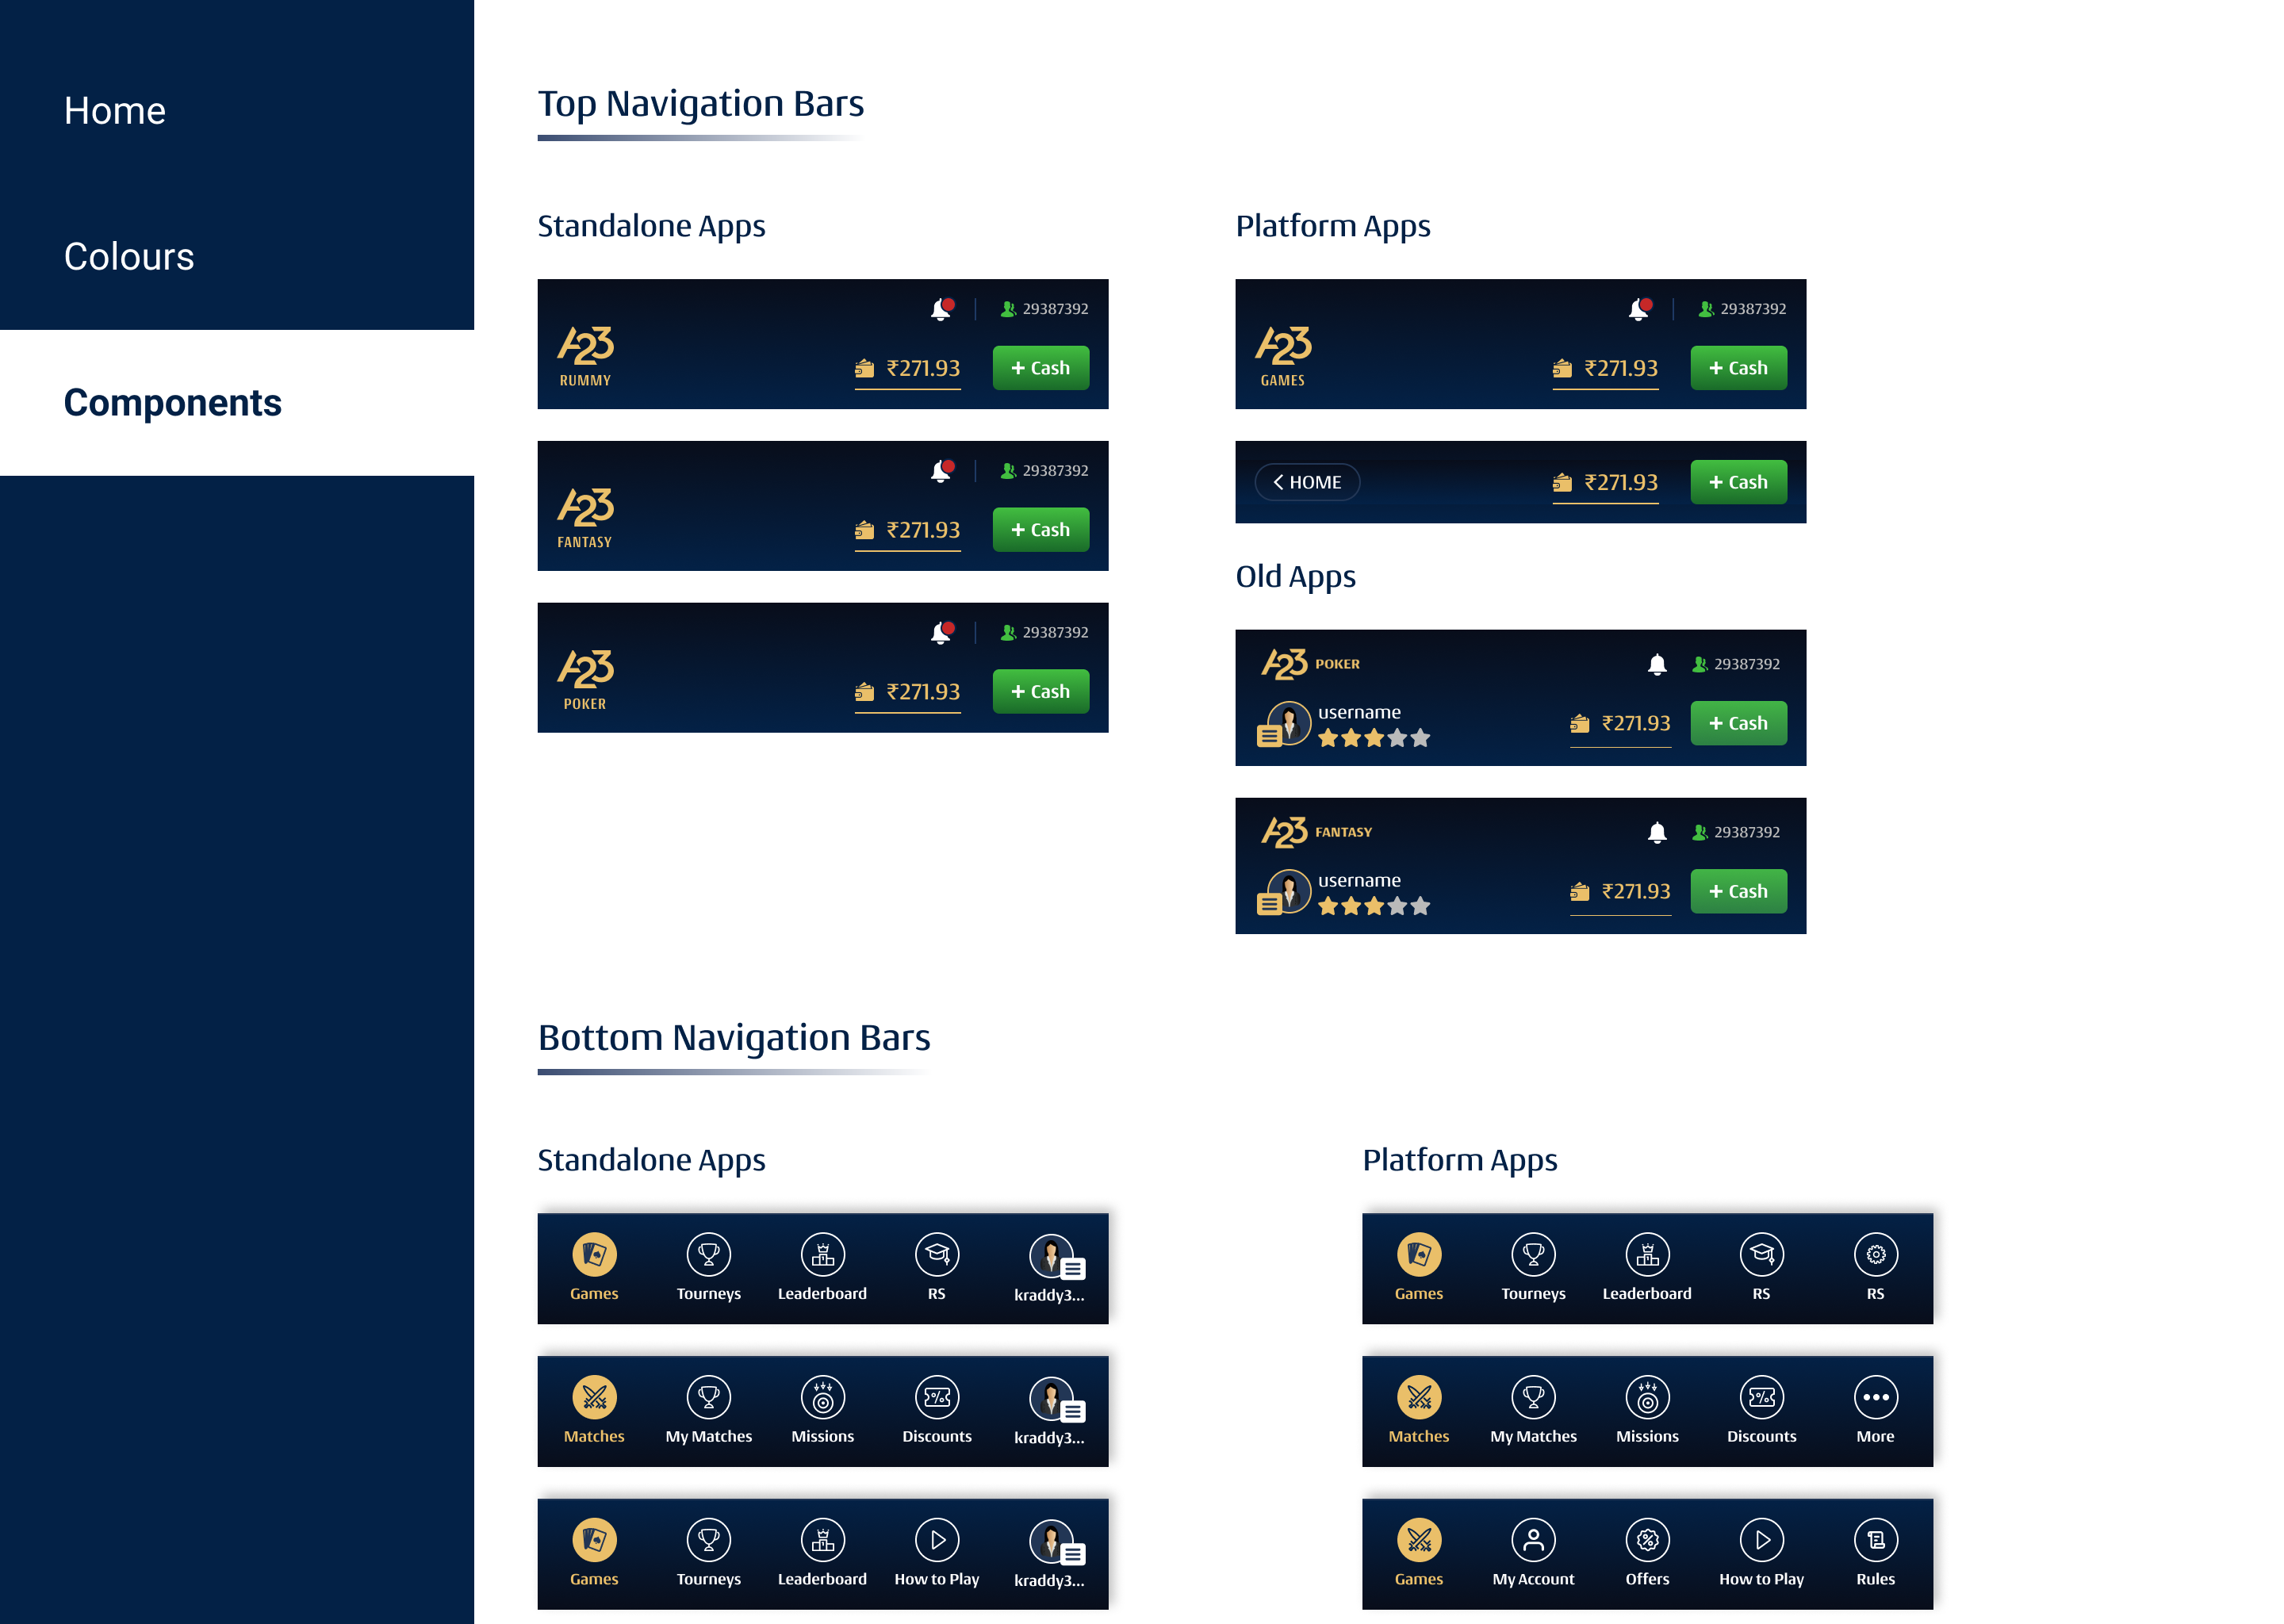 Home
Colours
Components
Top Navigation Bars
Standalone Apps
29387392
A23
RUMMY
₹271.93
+ Cash
29387392
A23
FANTASY
₹271.93
+ Cash
29387392
A23
POKER
₹271.93
+ Cash
Platform Apps
29387392
A23
GAMES
₹271.93
+ Cash
HOME
₹271.93
+ Cash
Old Apps
A23 POKER
29387392
username
₹271.93
+ Cash
A23 FANTASY
29387392
username
₹271.93
+ Cash
Bottom Navigation Bars
Standalone Apps
Games Tourneys Leaderboard RS kraddy3...
Matches My Matches Missions Discounts kraddy3...
Games Tourneys Leaderboard How to Play kraddy3...
Platform Apps
Games Tourneys Leaderboard RS RS
Matches My Matches Missions Discounts More
Games My Account Offers How to Play Rules